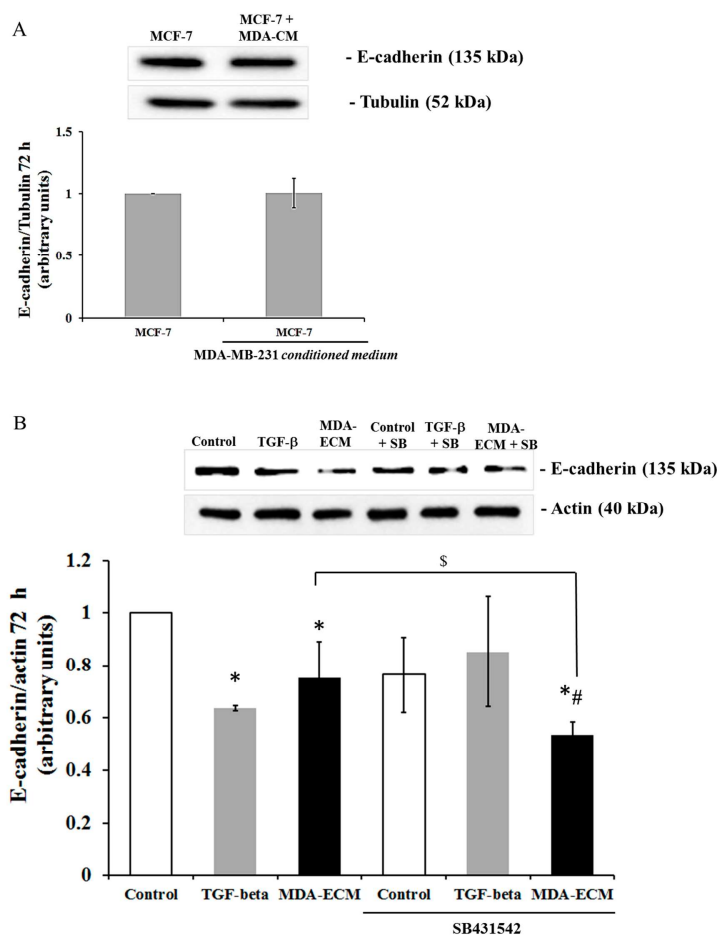 A
MCF-7
MCF-7 +
MDA-CM
- E-cadherin (135 kDa)
- Tubulin (52 kDa)
E-cadherin/Tubulin 72 h
(arbitrary units)
1.5
1
0.5
0
MCF-7
MCF-7
MDA-MB-231 conditioned medium
B
Control
TGF-β
MDA-
ECM
Control
+ SB
TGF-β
+ SB
MDA-
ECM + SB
- E-cadherin (135 kDa)
- Actin (40 kDa)
E-cadherin/actin 72 h
(arbitrary units)
1.2
1
0.8
0.6
0.4
0.2
0
*
*
$
*#
Control
TGF-beta
MDA-ECM
Control
TGF-beta
MDA-ECM
SB431542